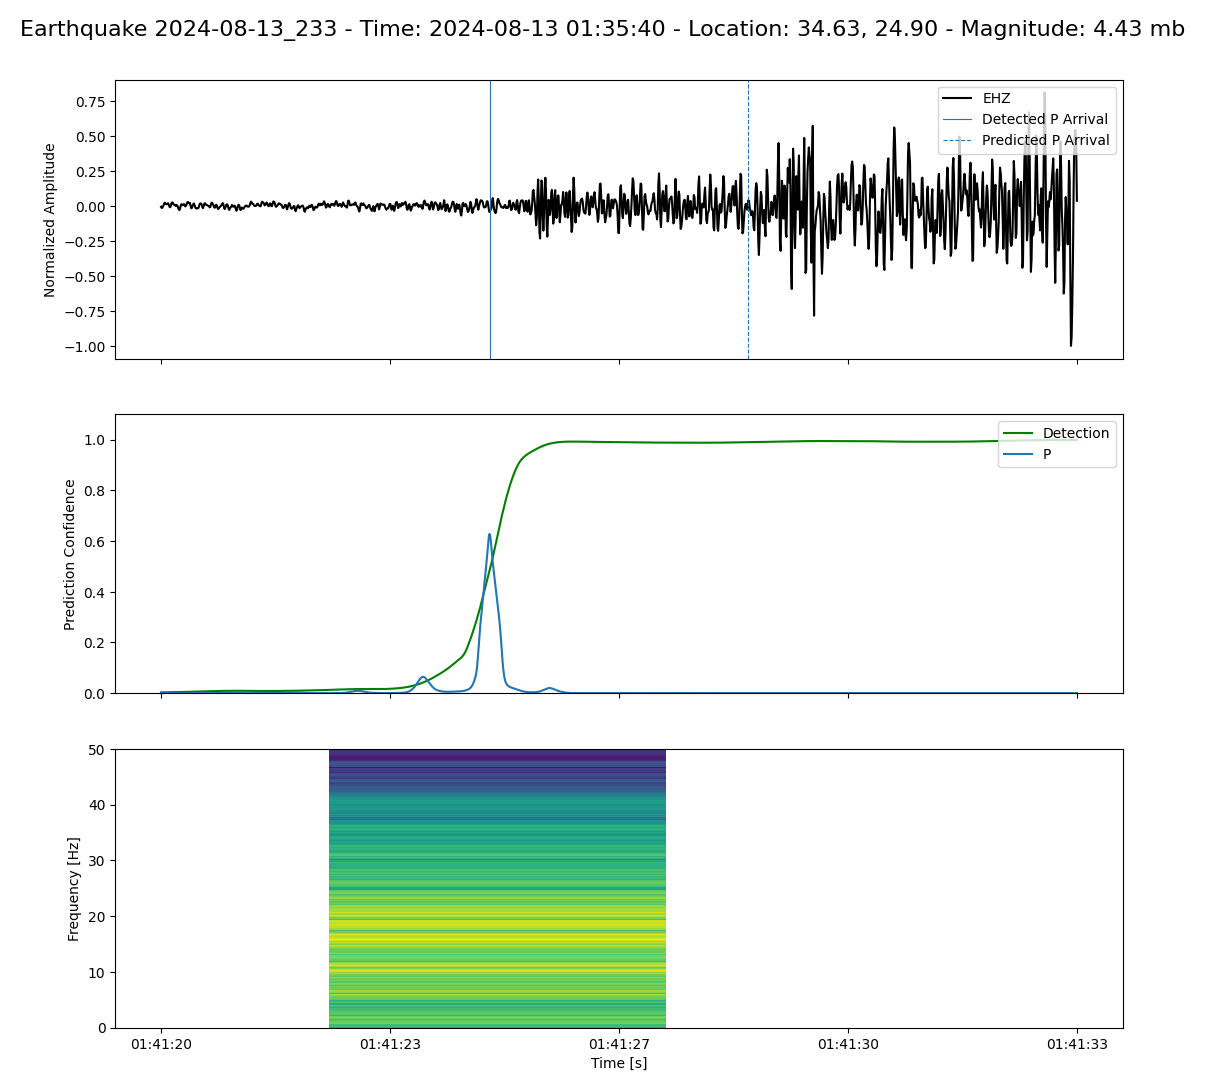 Earthquake 2024-08-13_233 - Time: 2024-08-13 01:35:40 - Location: 34.63, 24.90 - Magnitude: 4.43 mb
Normalized Amplitude
0.75
0.50
0.25
0.00
−0.25
−0.50
−0.75
−1.00
EHZ
Detected P Arrival
Predicted P Arrival
Prediction Confidence
1.0
0.8
0.6
0.4
0.2
0.0
Detection
P
Frequency [Hz]
50
40
30
20
10
0
01:41:20 01:41:23 01:41:27 01:41:30 01:41:33
Time [s]